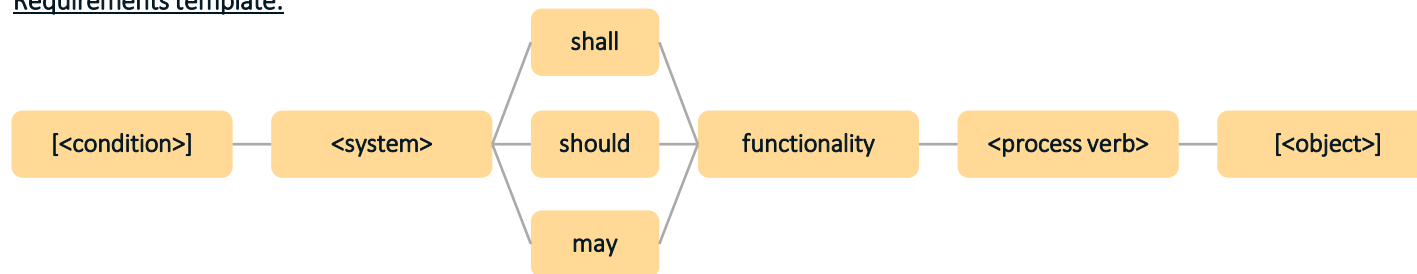 Requirements template:
shall
[<condition>]
<system>
should
functionality
<process verb>
[<object>]
may